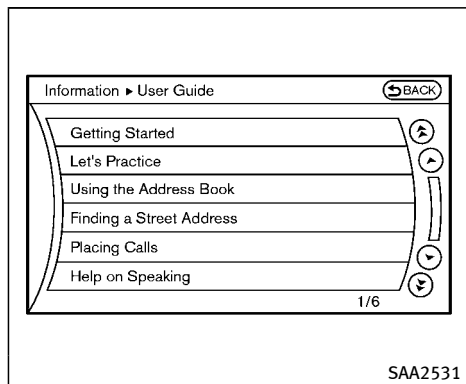 Information ▶ User Guide
BACK
Getting Started
Let's Practice
Using the Address Book
Finding a Street Address
Placing Calls
Help on Speaking
1/6
SAA2531